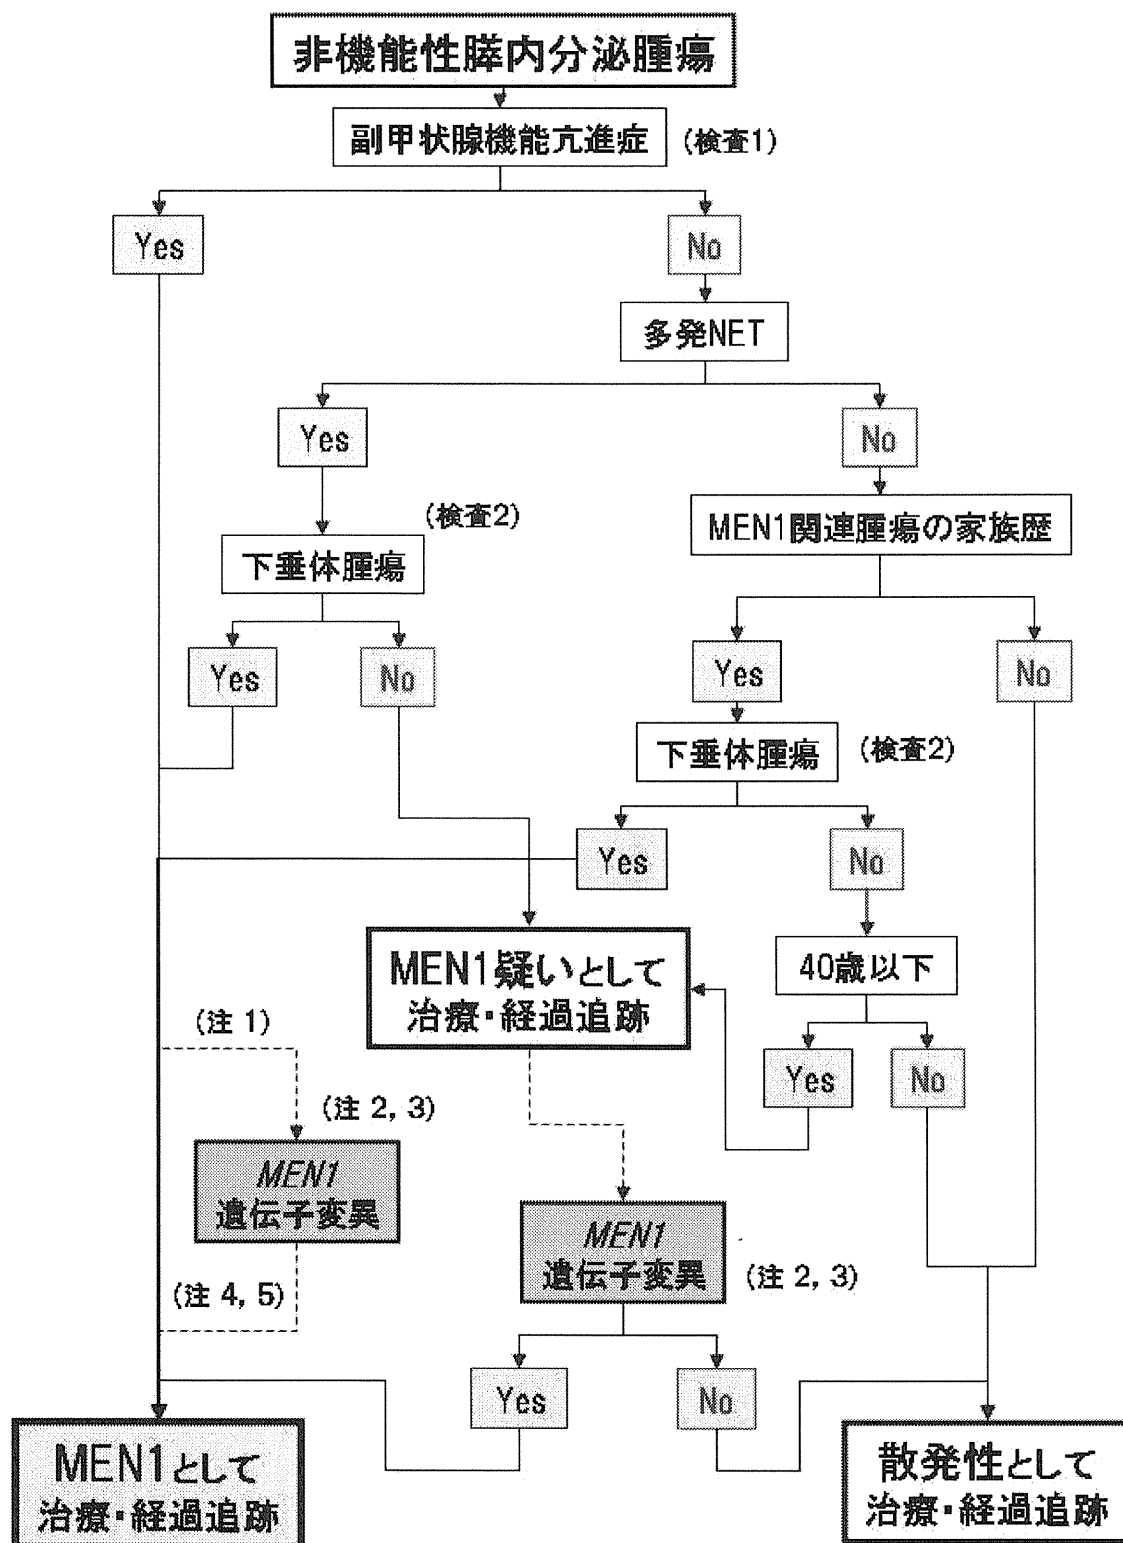 非機能性膵内分泌腫瘍
副甲状腺機能亢進症 (検査1)
Yes
No
多発NET
Yes
No
(検査2)
MEN1関連腫瘍の家族歴
下垂体腫瘍
Yes
No
Yes
No
下垂体腫瘍 (検査2)
Yes
No
MEN1疑いとして
治療・経過追跡
40歳以下
Yes
No
(注 1)
(注 2, 3)
MEN1
遺伝子変異
MEN1
遺伝子変異 (注 2, 3)
(注 4, 5)
Yes
No
MEN1として
治療・経過追跡
散発性として
治療・経過追跡